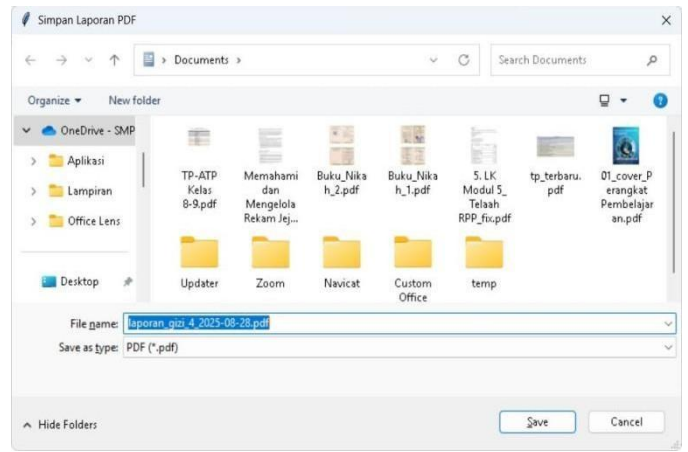 Simpan Laporan PDF
Documents
Search Documents
Organize
New folder
OneDrive - SMP
Aplikasi
Lampiran
Office Lens
Desktop
TP-ATP
Kelas
8-9.pdf
Memahami
dan
Mengelola
Rekam Jej...
Buku_Nika
h_2.pdf
Buku_Nika
h_1.pdf
5. LK
Modul 5_
Telaah
RPP_fix.pdf
tp_terbaru.
pdf
01_cover_P
erangkat
Pembelajar
an.pdf
Updater
Zoom
Navicat
Custom
Office
temp
File name: laporan_gizi_4_2025-08-28.pdf
Save as type: PDF (*.pdf)
Hide Folders
Save
Cancel